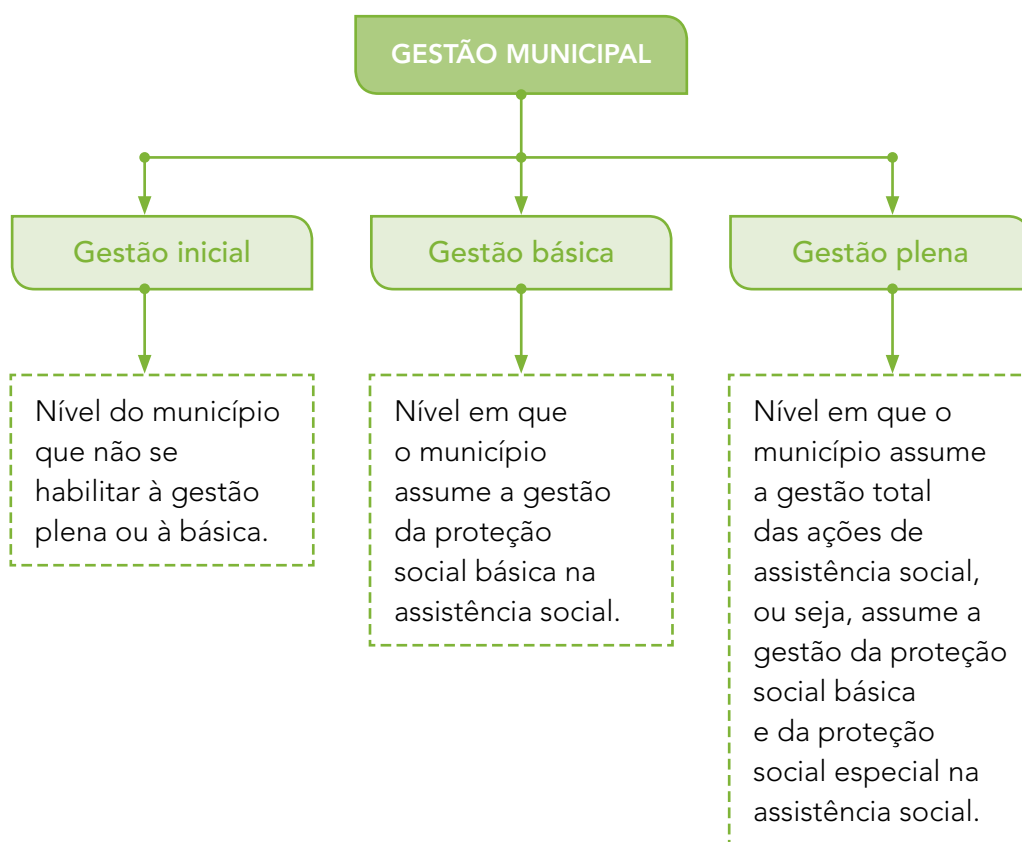 GESTÃO MUNICIPAL
Gestão inicial
Gestão básica
Gestão plena
Nível do município
que não se
habilitar à gestão
plena ou à básica.
Nível em que
o município
assume a gestão
da proteção
social básica na
assistência social.
Nível em que o
município assume
a gestão total
das ações de
assistência social,
ou seja, assume a
gestão da proteção
social básica
e da proteção
social especial na
assistência social.